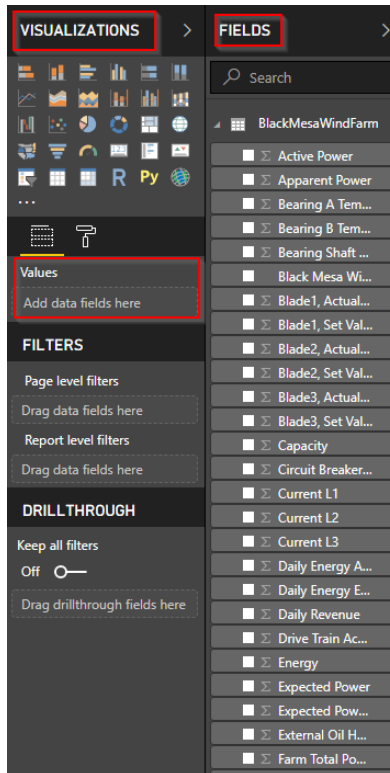 VISUALIZATIONS
R
Py
...
Values
Add data fields here
FILTERS
Page level filters
Drag data fields here
Report level filters
Drag data fields here
DRILLTHROUGH
Keep all filters
Off
Drag drillthrough fields here
FIELDS
Search
BlackMesaWindFarm
Σ Active Power
Σ Apparent Power
Σ Bearing A Tem...
Σ Bearing B Tem...
Σ Bearing Shaft ...
Black Mesa Wi...
Σ Blade1, Actual...
Σ Blade1, Set Val...
Σ Blade2, Actual...
Σ Blade2, Set Val...
Σ Blade3, Actual...
Σ Blade3, Set Val...
Σ Capacity
Σ Circuit Breaker...
Σ Current L1
Σ Current L2
Σ Current L3
Σ Daily Energy A...
Σ Daily Energy E...
Σ Daily Revenue
Σ Drive Train Ac...
Σ Energy
Σ Expected Power
Σ Expected Pow...
Σ External Oil H...
Σ Farm Total Po...